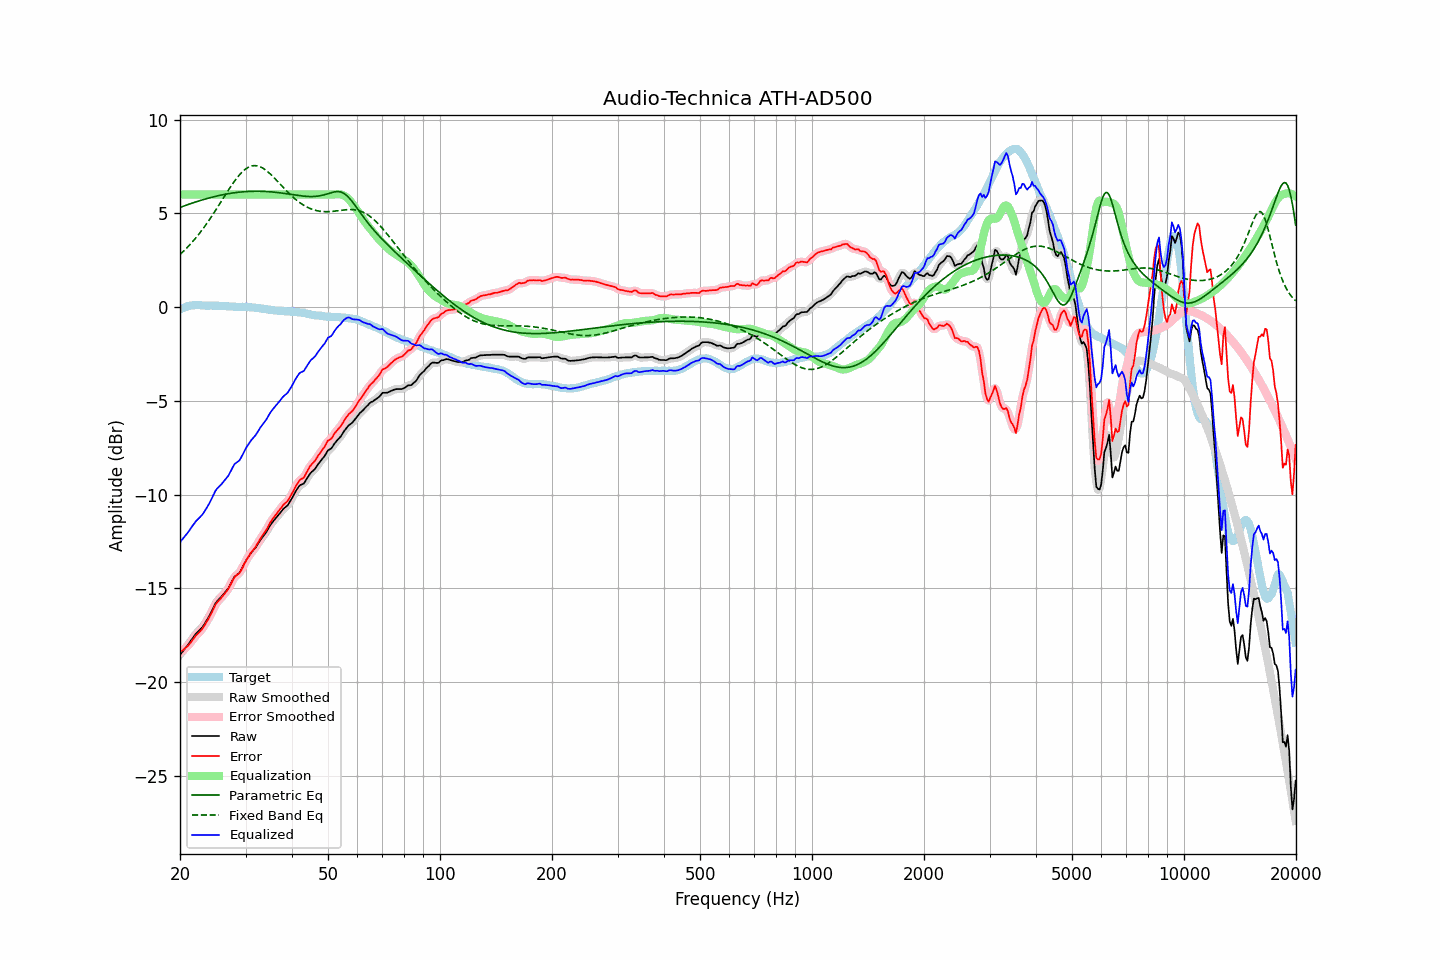 Audio-Technica ATH-AD500
10
5
0
−5
−10
−15
−20
−25
Amplitude (dBr)
Target
Raw Smoothed
Error Smoothed
Raw
Error
Equalization
Parametric Eq
Fixed Band Eq
Equalized
20 50 100 200 500 1000 2000 5000 10000 20000
Frequency (Hz)